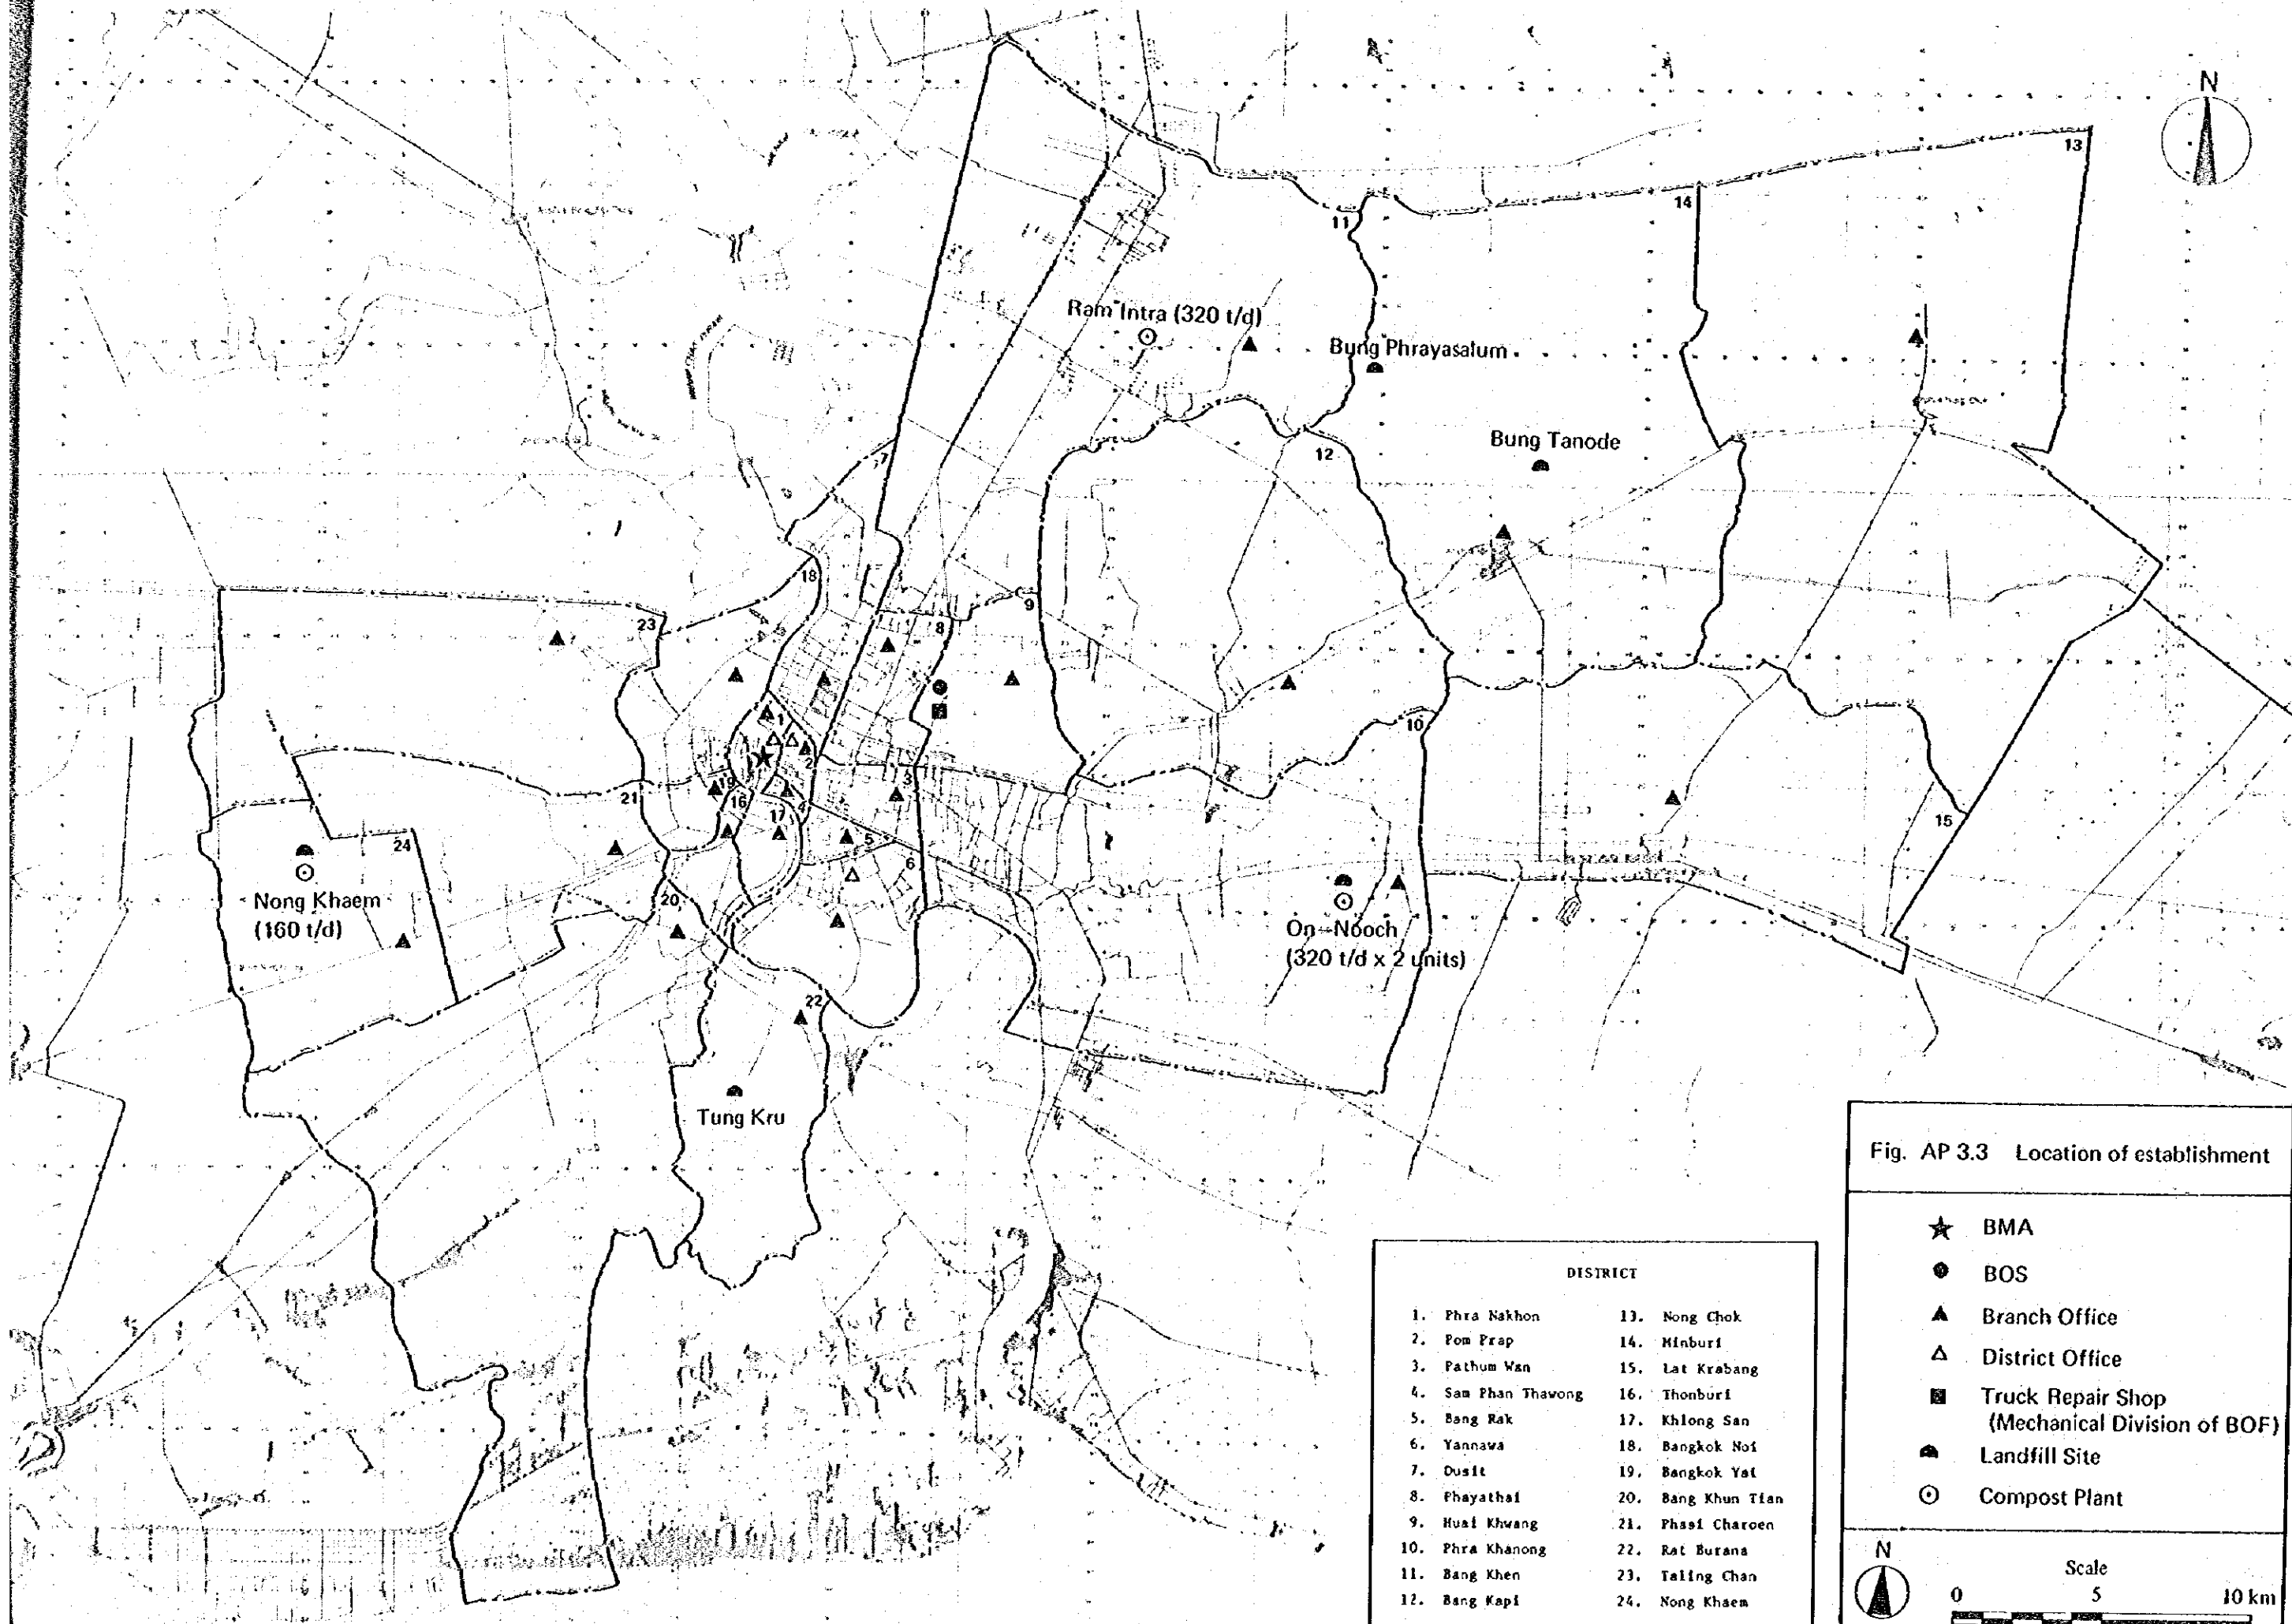 N
13
14
11
Ram Intra (320 t/d)
Bung Phrayasalum
Bung Tanode
12
7
18
9
23
8
1
10
2
3
21
19
16
4
17
15
5
24
6
20
Nong Khaem
(160 t/d)
On-Nooch
(320 t/d x 2 units)
22
Tung Kru
Fig. AP 3.3 Location of establishment
BMA
BOS
Branch Office
District Office
Truck Repair Shop
(Mechanical Division of BOF)
Landfill Site
Compost Plant
N
Scale
0 5 10 km
DISTRICT
1. Phra Nakhon
2. Pom Prap
3. Pathum Wan
4. Sam Phan Thawong
5. Bang Rak
6. Yannawa
7. Dusit
8. Phayathai
9. Huai Khwang
10. Phra Khanong
11. Bang Khen
12. Bang Kapi
13. Nong Chok
14. Minburi
15. Lat Krabang
16. Thonburi
17. Khlong San
18. Bangkok Noi
19. Bangkok Yai
20. Bang Khun Tian
21. Phasi Charoen
22. Rat Burana
23. Taling Chan
24. Nong Khaem